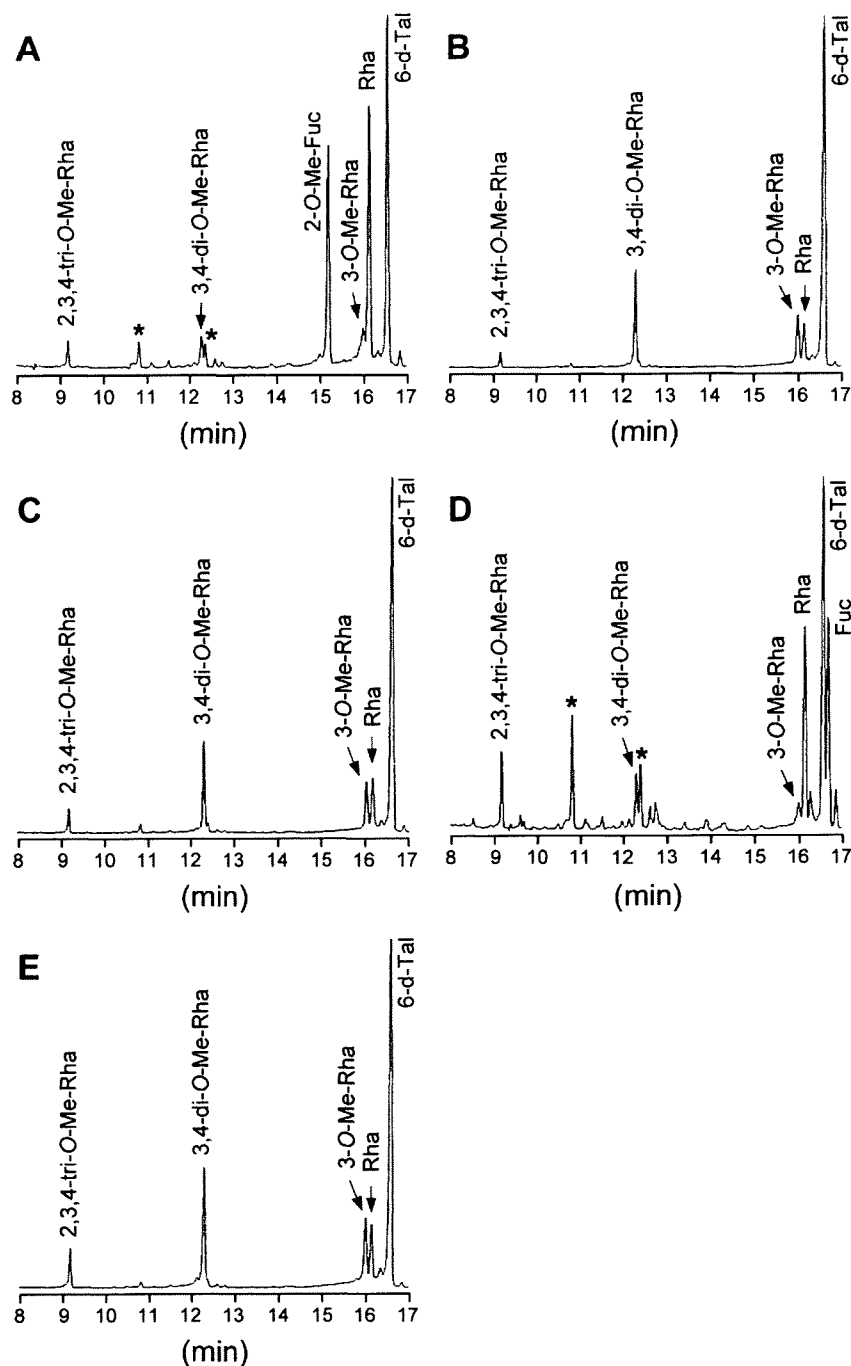 A
2,3,4-tri-O-Me-Rha
*
3,4-di-O-Me-Rha
*
2-O-Me-Fuc
3-O-Me-Rha
Rha
6-d-Tal
8 9 10 11 12 13 14 15 16 17
(min)
B
2,3,4-tri-O-Me-Rha
3,4-di-O-Me-Rha
3-O-Me-Rha
Rha
6-d-Tal
8 9 10 11 12 13 14 15 16 17
(min)
C
2,3,4-tri-O-Me-Rha
3,4-di-O-Me-Rha
3-O-Me-Rha
Rha
6-d-Tal
8 9 10 11 12 13 14 15 16 17
(min)
D
2,3,4-tri-O-Me-Rha
*
3,4-di-O-Me-Rha
*
3-O-Me-Rha
Rha
6-d-Tal
Fuc
8 9 10 11 12 13 14 15 16 17
(min)
E
2,3,4-tri-O-Me-Rha
3,4-di-O-Me-Rha
3-O-Me-Rha
Rha
6-d-Tal
8 9 10 11 12 13 14 15 16 17
(min)